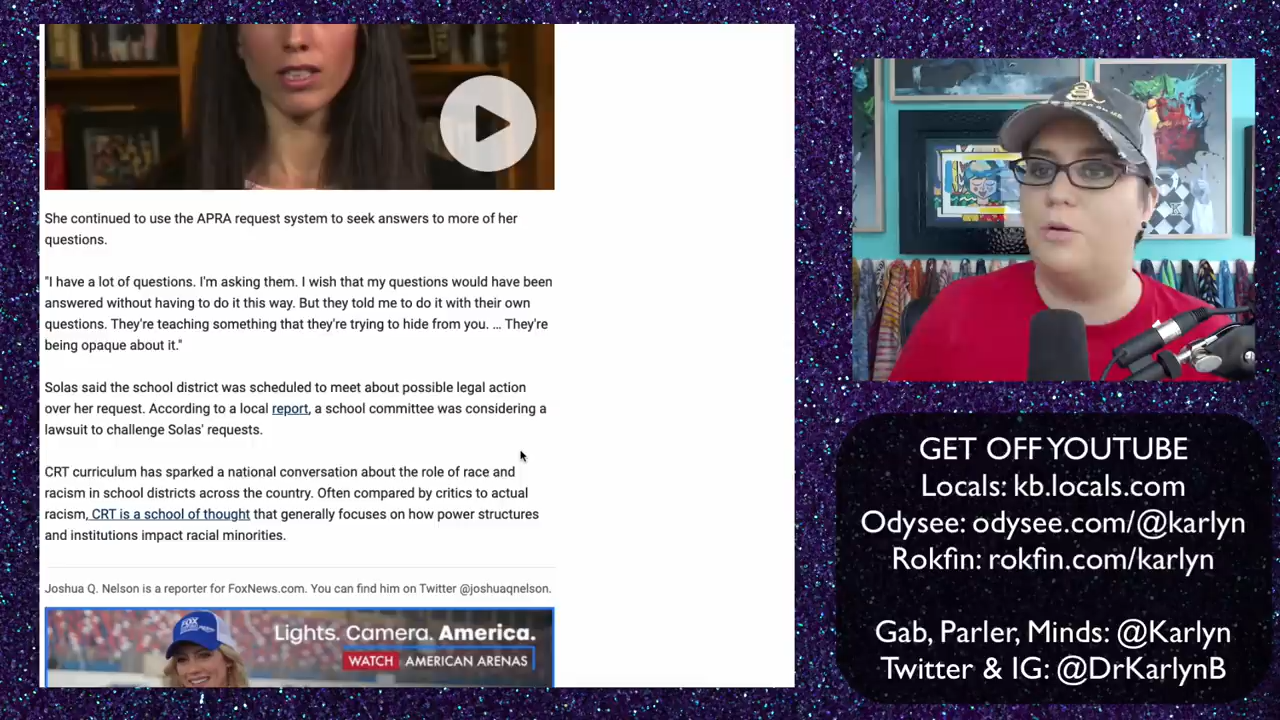 She continued to use the APRA request system to seek answers to more of her
questions.
"I have a lot of questions. I'm asking them. I wish that my questions would have been
answered without having to do it this way. But they told me to do it with their own
questions. They're teaching something that they're trying to hide from you. … They're
being opaque about it."
Solas said the school district was scheduled to meet about possible legal action
over her request. According to a local report, a school committee was considering a
lawsuit to challenge Solas' requests.
CRT curriculum has sparked a national conversation about the role of race and
racism in school districts across the country. Often compared by critics to actual
racism, CRT is a school of thought that generally focuses on how power structures
and institutions impact racial minorities.
Joshua Q. Nelson is a reporter for FoxNews.com. You can find him on Twitter @joshuaqnelson.
Lights. Camera. America.
WATCH AMERICAN ARENAS
FOX
GET OFF YOUTUBE
Locals: kb.locals.com
Odysee: odysee.com/@karlyn
Rokfin: rokfin.com/karlyn
Gab, Parler, Minds: @Karlyn
Twitter & IG: @DrKarlynB